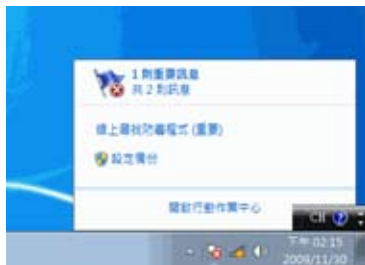 1 則重要訊息
共 2 則訊息
線上尋找防毒程式 (重要)
設定備份
開啟行動作業中心
CH
下午 02:15
2009/11/30